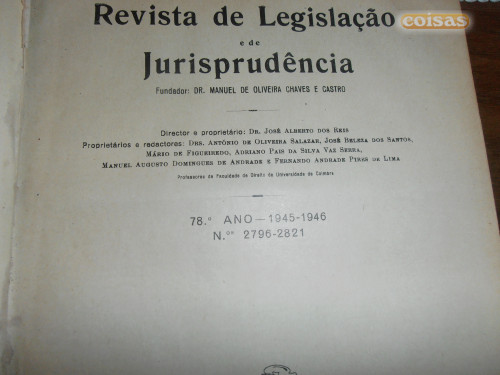 coisas
Revista de Legislação
e de
Jurisprudência
Fundador: DR. MANUEL DE OLIVEIRA CHAVES E CASTRO
Director e proprietário: DR. JOSÉ ALBERTO DOS REIS
Proprietários e redactores: DRS. ANTÓNIO DE OLIVEIRA SALAZAR, JOSÉ BELEZA DOS SANTOS,
MÁRIO DE FIGUEIREDO, ADRIANO PAIS DA SILVA VAZ SERRA,
MANUEL AUGUSTO DOMINGUES DE ANDRADE E FERNANDO ANDRADE PIRES DE LIMA
Professores da Faculdade de Direito da Universidade de Coimbra
78.º ANO — 1945-1946
N.os 2796-2821